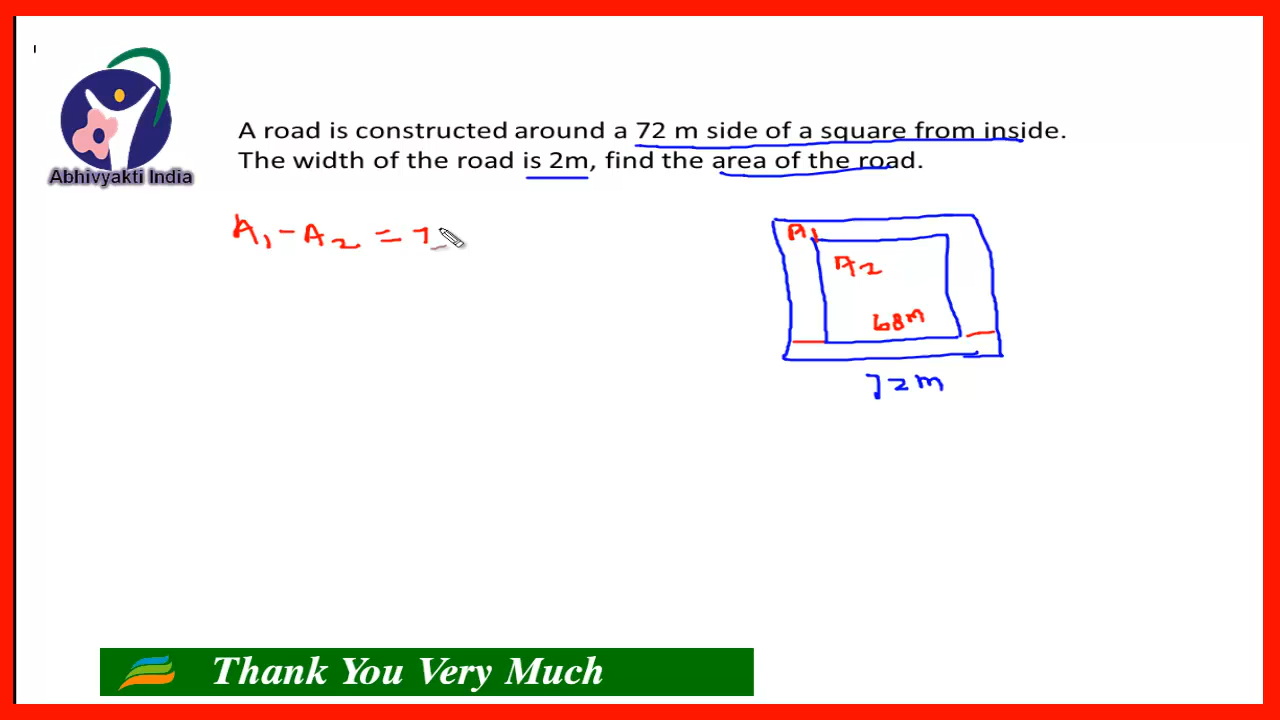 Abhivyakti India
A road is constructed around a 72 m side of a square from inside.
The width of the road is 2m, find the area of the road.
A₁ - A₂ = 7
A₁
A₂
68m
72m
Thank You Very Much